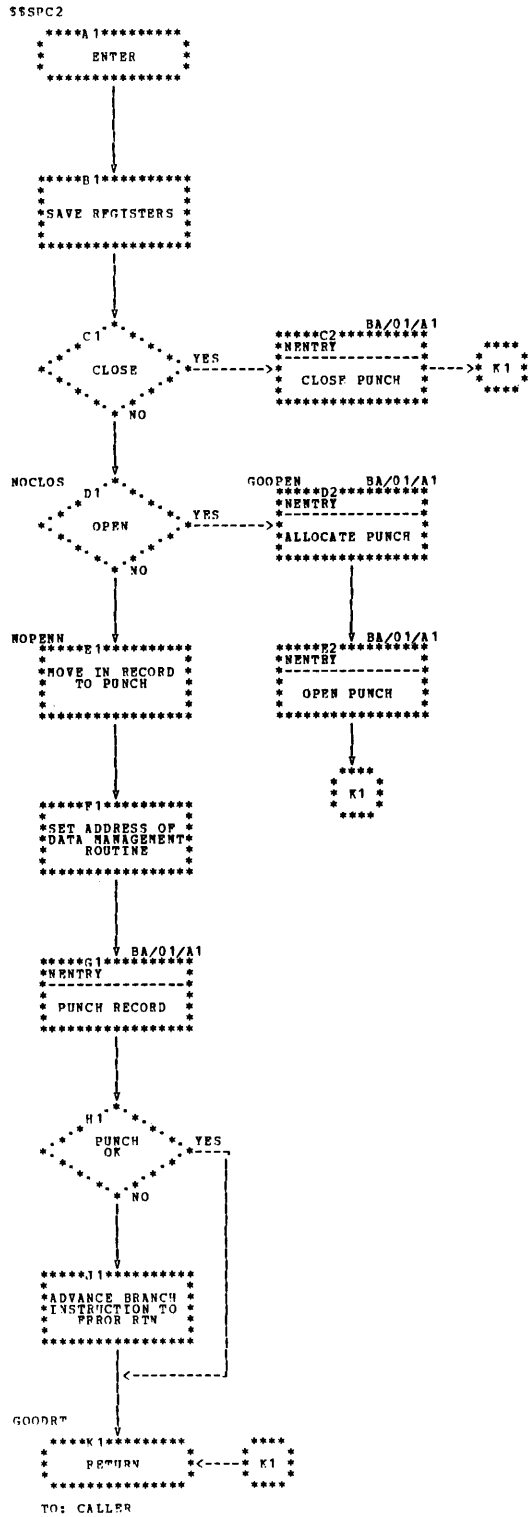 $$SPC2
A1
ENTER
B1
SAVE REGISTERS
C1
CLOSE
YES
NO
BA/01/A1
C2
NENTRY
CLOSE PUNCH
K1
NOCLOS
D1
OPEN
YES
NO
GOOPEN
BA/01/A1
D2
NENTRY
ALLOCATE PUNCH
NOPENN
E1
MOVE IN RECORD
TO PUNCH
BA/01/A1
E2
NENTRY
OPEN PUNCH
K1
F1
SET ADDRESS OF
DATA MANAGEMENT
ROUTINE
BA/01/A1
G1
NENTRY
PUNCH RECORD
H1
PUNCH
OK
YES
NO
J1
ADVANCE BRANCH
INSTRUCTION TO
ERROR RTN
GOODRT
K1
RETURN
K1
TO: CALLER